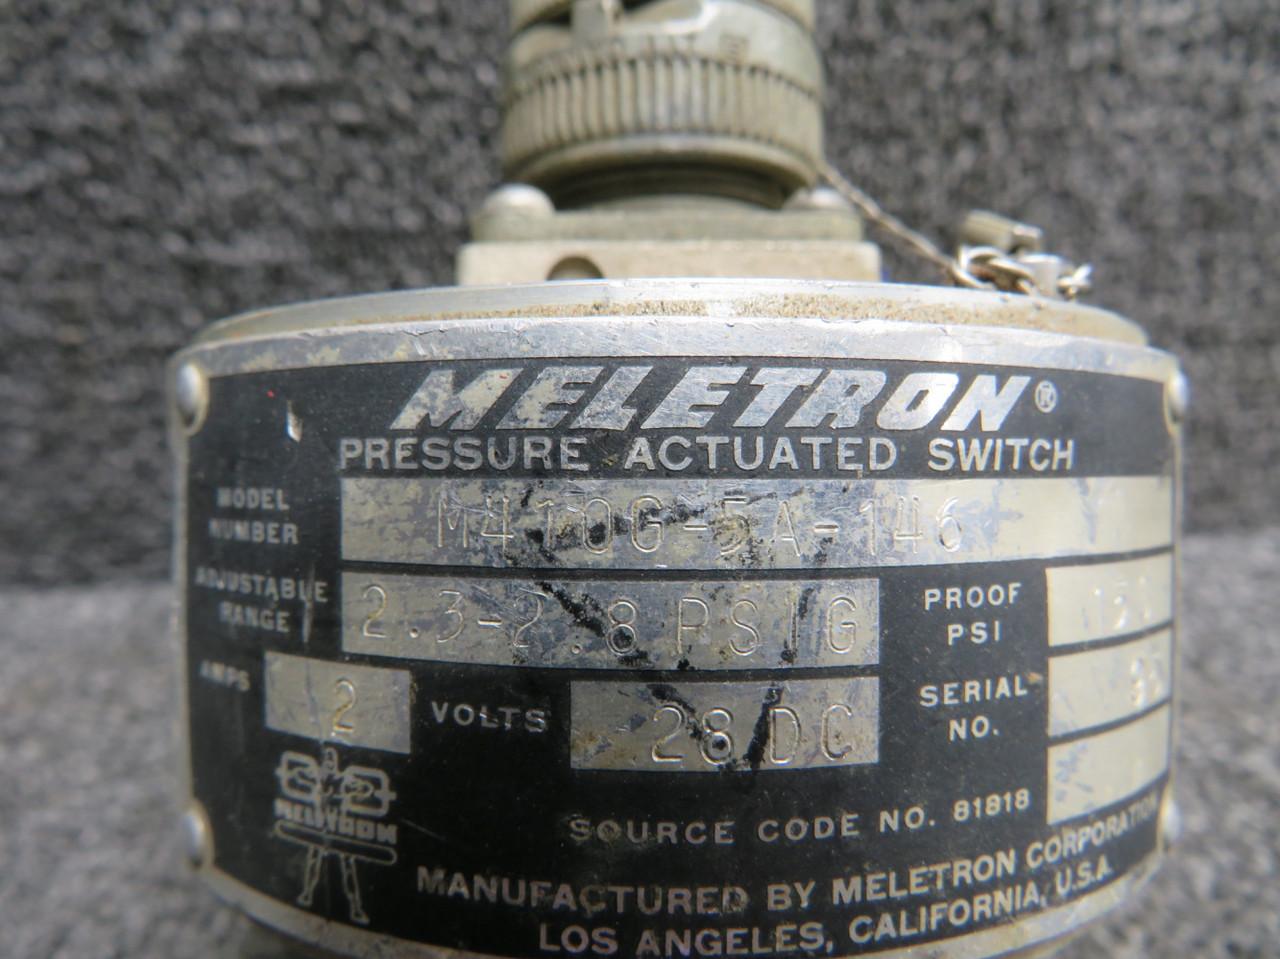 MELETRON®
PRESSURE ACTUATED SWITCH
MODEL NUMBER M410G-5A-146
ADJUSTABLE RANGE 2.3-2.8 PSIG PROOF PSI
AMPS 2 VOLTS 28 DC SERIAL NO.
MELETRON
SOURCE CODE NO. 81818
MANUFACTURED BY MELETRON CORPORATION
LOS ANGELES, CALIFORNIA, U.S.A.